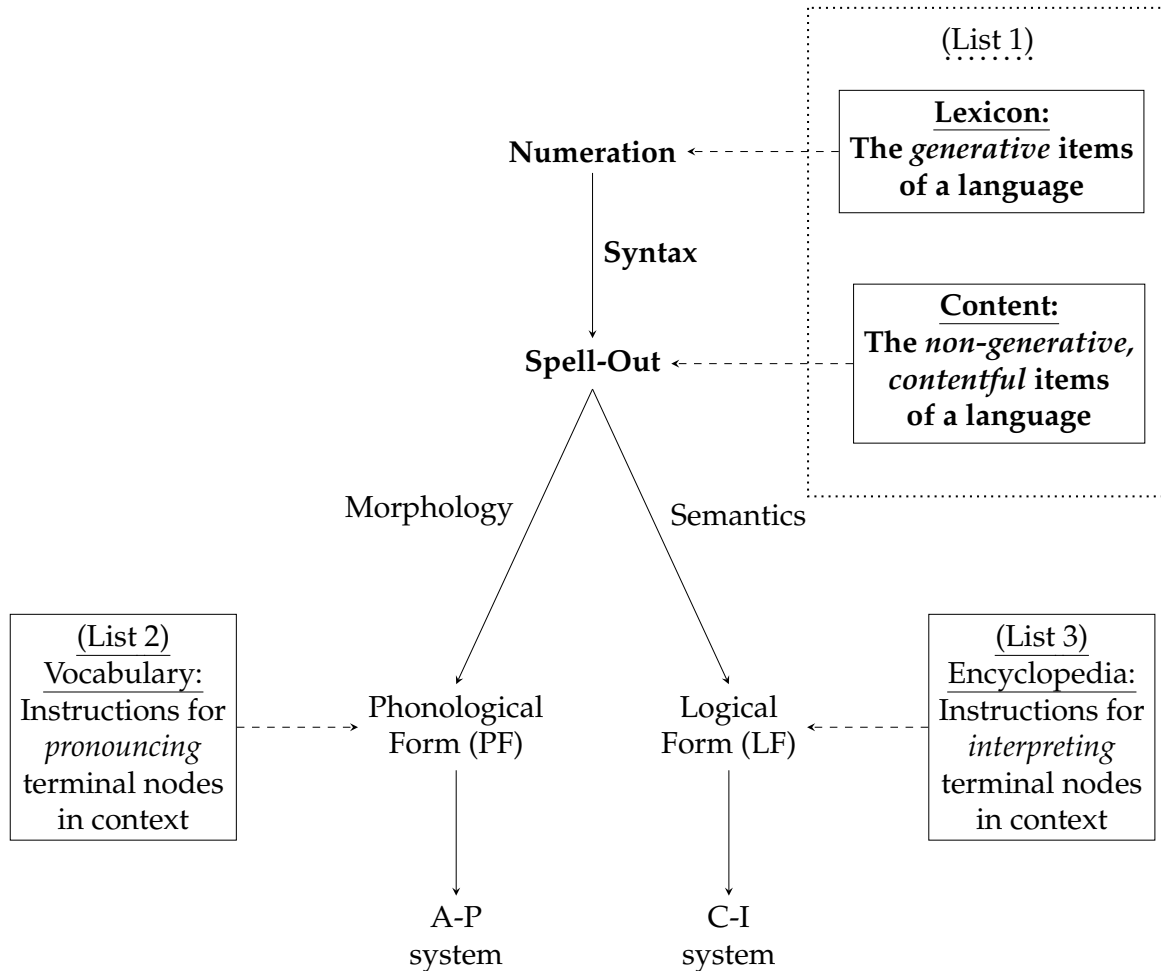 (List 1)
Lexicon:
The generative items
of a language
Numeration
Syntax
Content:
The non-generative,
contentful items
of a language
Spell-Out
Morphology
Semantics
(List 2)
Vocabulary:
Instructions for
pronouncing
terminal nodes
in context
Phonological
Form (PF)
Logical
Form (LF)
(List 3)
Encyclopedia:
Instructions for
interpreting
terminal nodes
in context
A-P
system
C-I
system